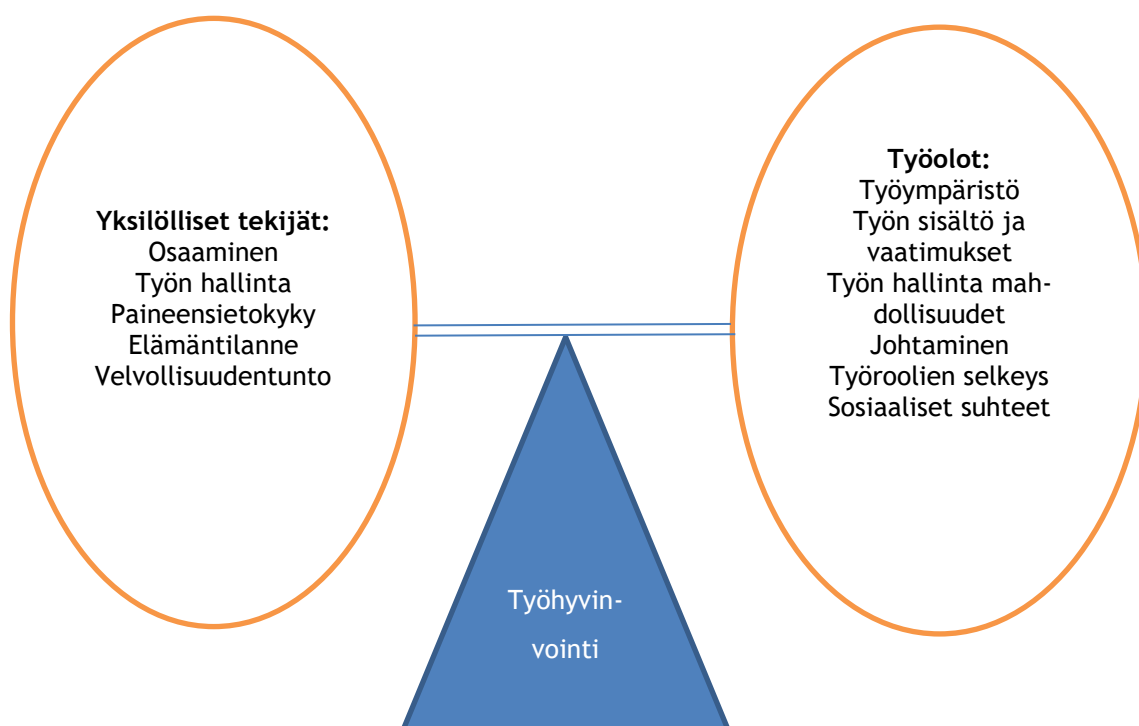 Yksilölliset tekijät:
Osaaminen
Työn hallinta
Paineensietokyky
Elämäntilanne
Velvollisuudentunto
Työolot:
Työympäristö
Työn sisältö ja
vaatimukset
Työn hallinta mah-
dollisuudet
Johtaminen
Työroolien selkeys
Sosiaaliset suhteet
Työhyvin-
vointi